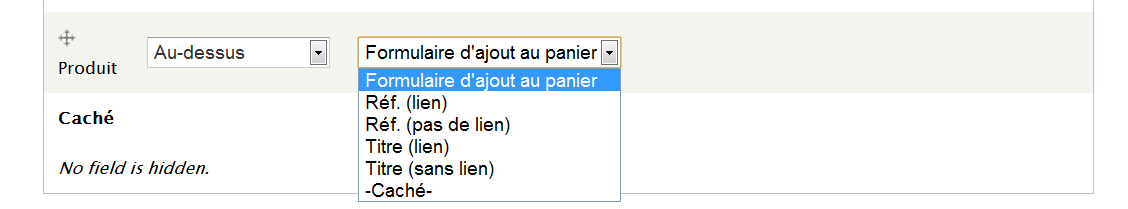 Produit
Au-dessus
Formulaire d'ajout au panier
Formulaire d'ajout au panier
Réf. (lien)
Réf. (pas de lien)
Titre (lien)
Titre (sans lien)
-Caché-
Caché
No field is hidden.